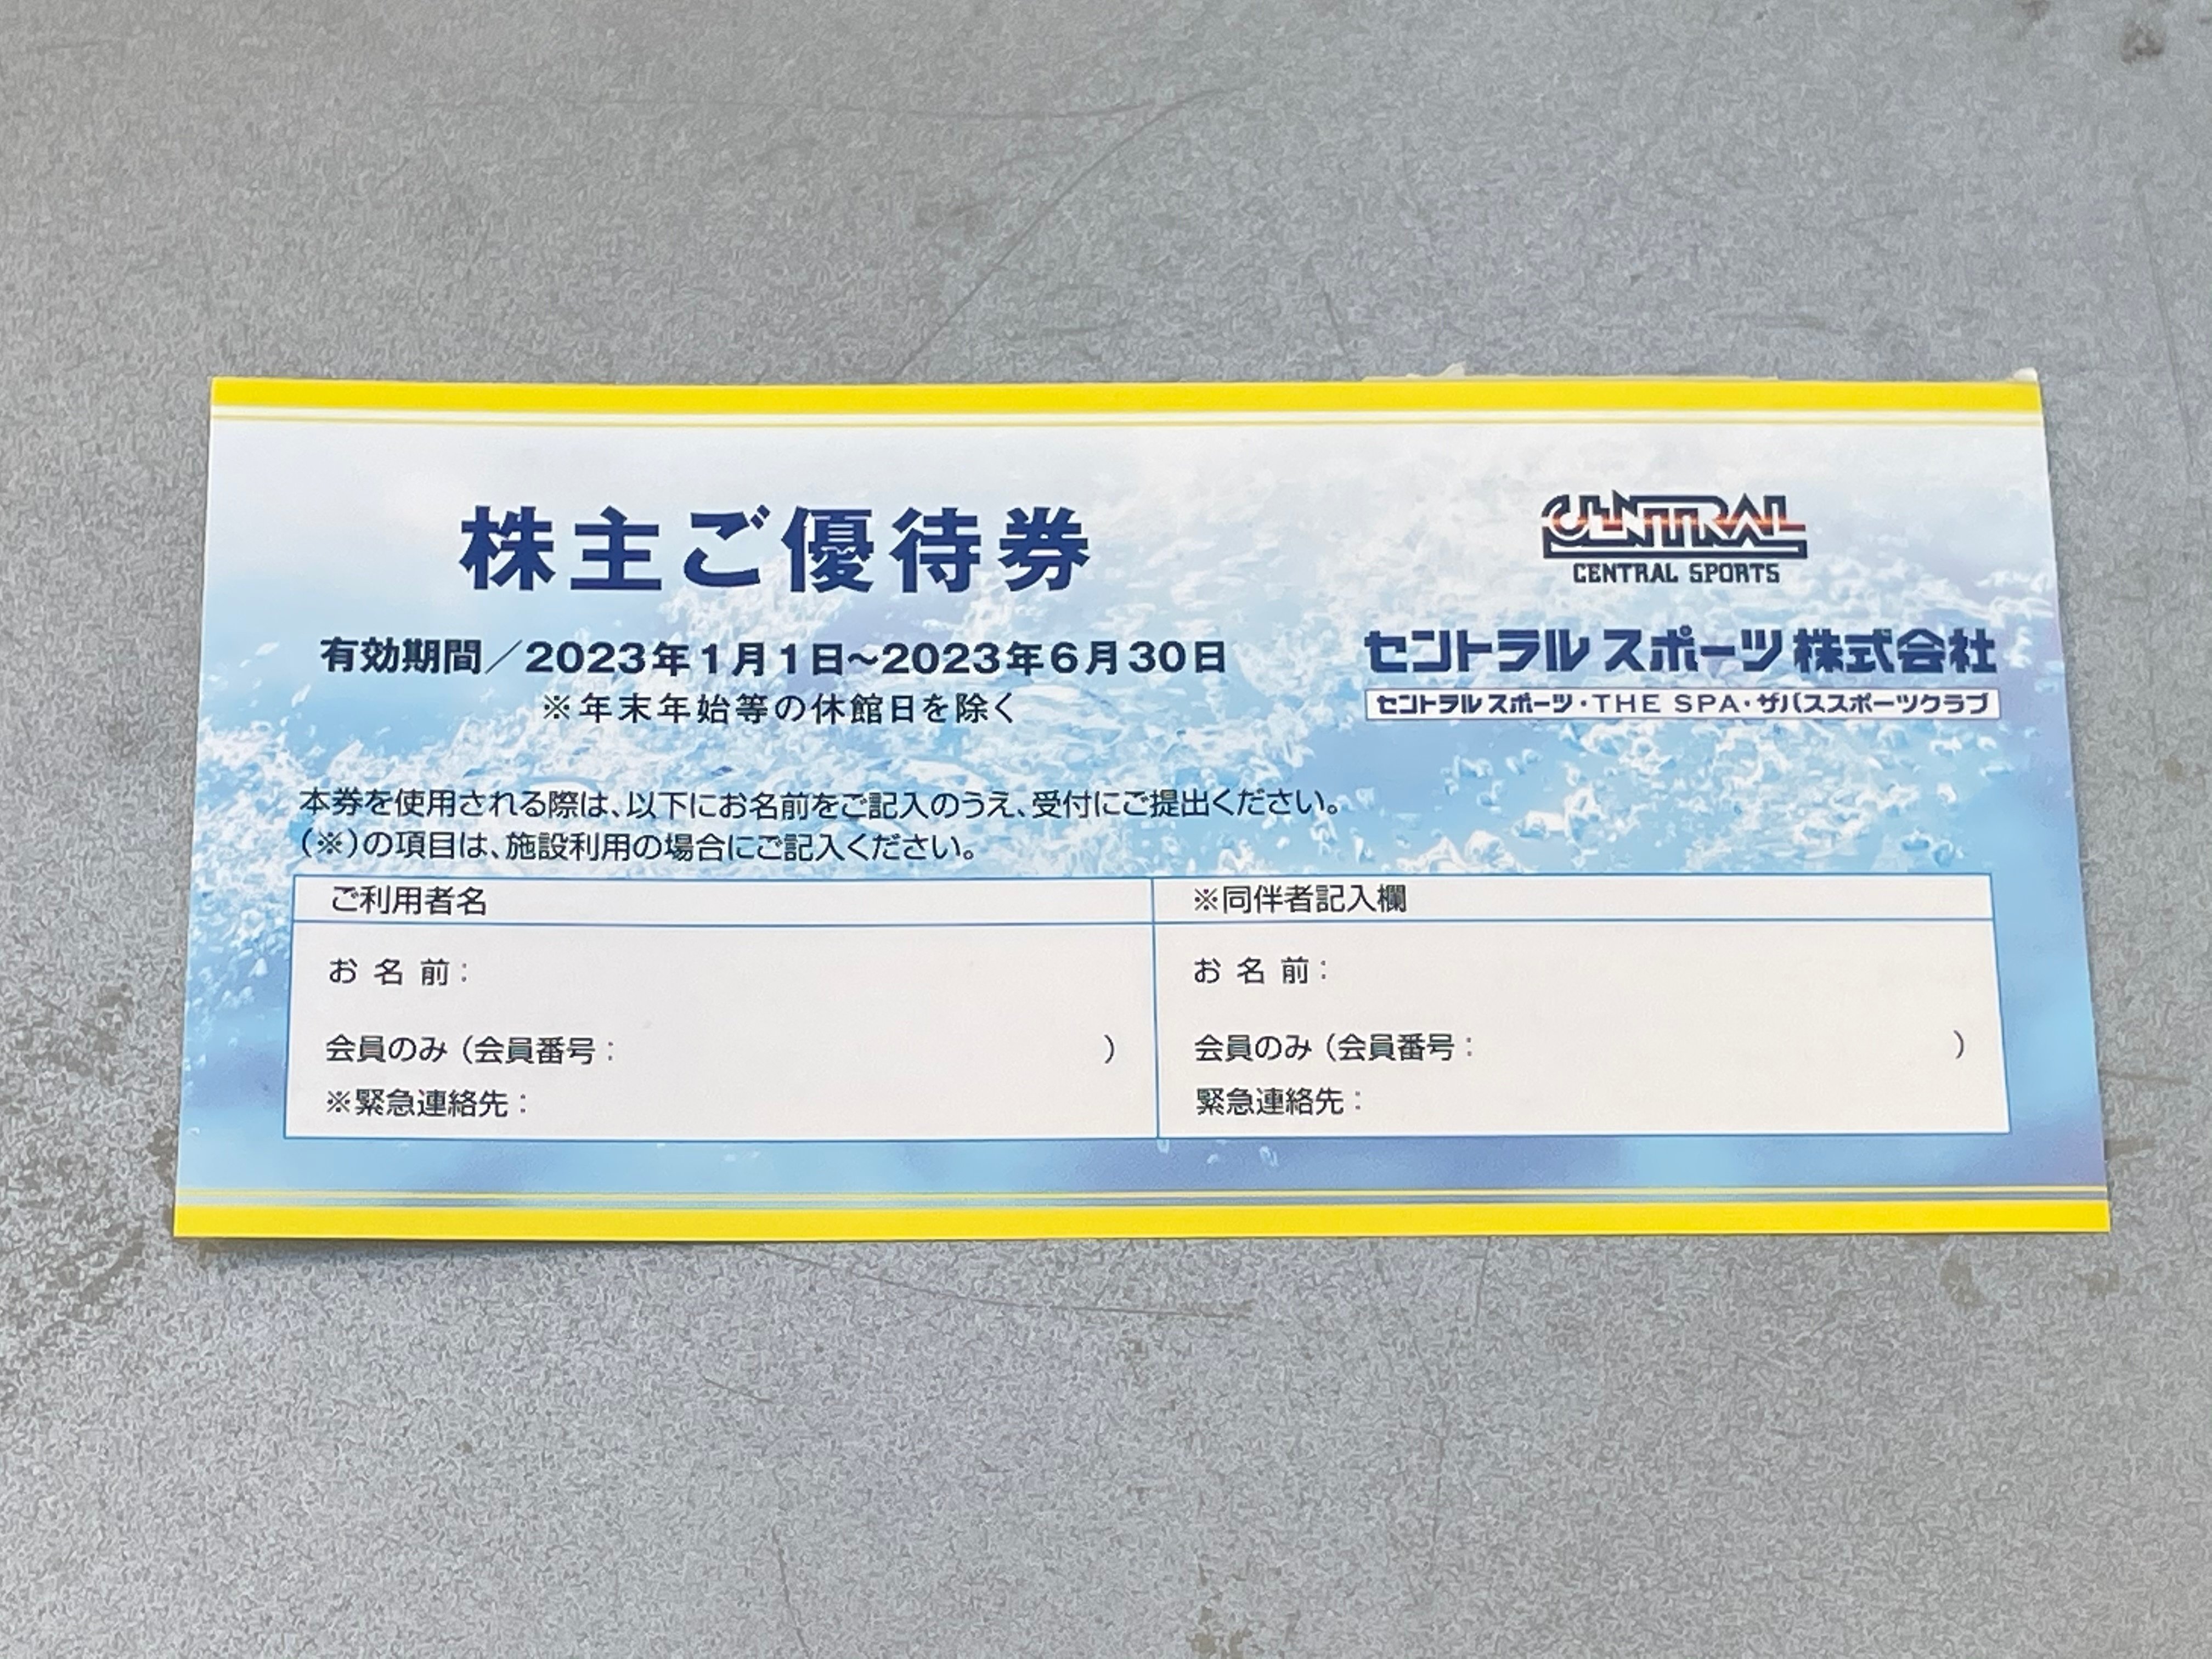 株主ご優待券
有効期間／2023年1月1日～2023年6月30日
※年末年始等の休館日を除く
CENTRAL
CENTRAL SPORTS
セントラルスポーツ株式会社
セントラルスポーツ・THE SPA・ザバススポーツクラブ
本券を使用される際は、以下にお名前をご記入のうえ、受付にご提出ください。
（※）の項目は、施設利用の場合にご記入ください。
ご利用者名
お名前：
会員のみ（会員番号： ）
※緊急連絡先：
※同伴者記入欄
お名前：
会員のみ（会員番号： ）
緊急連絡先：